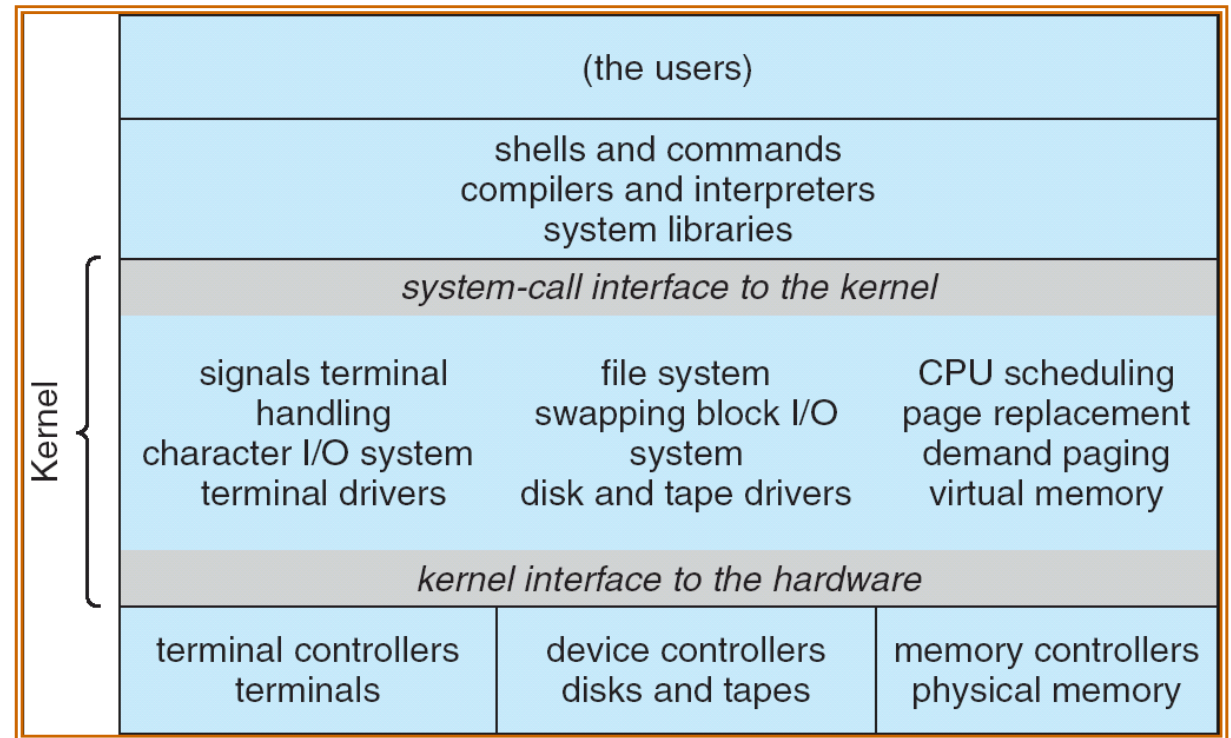 (the users)
shells and commands
compilers and interpreters
system libraries
Kernel
system-call interface to the kernel
signals terminal
handling
character I/O system
terminal drivers
file system
swapping block I/O
system
disk and tape drivers
CPU scheduling
page replacement
demand paging
virtual memory
kernel interface to the hardware
terminal controllers
terminals
device controllers
disks and tapes
memory controllers
physical memory